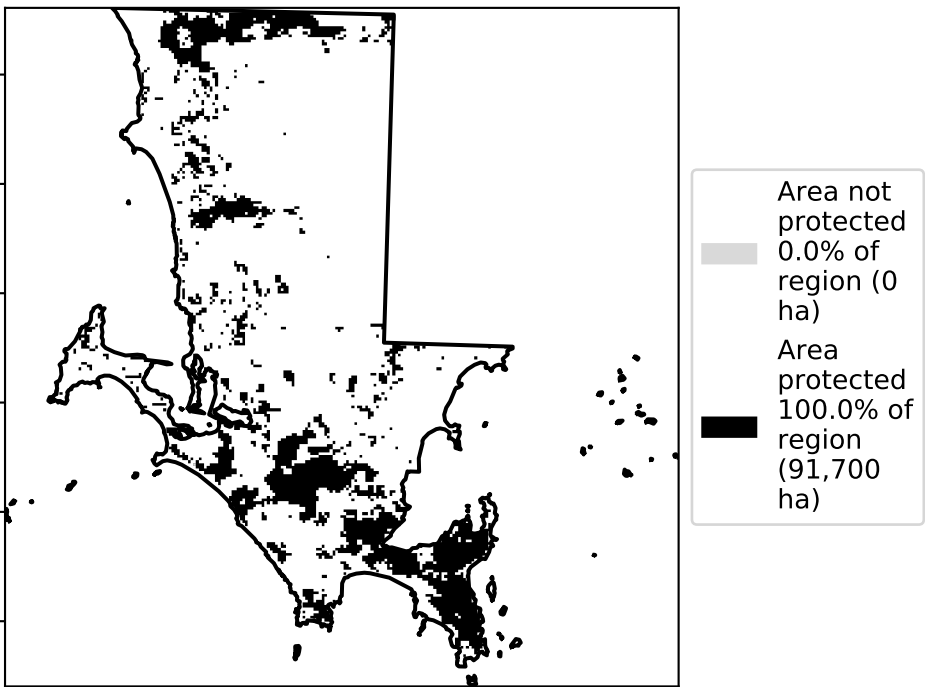 Area not
protected
0.0% of
region (0
ha)
Area
protected
100.0% of
region
(91,700
ha)